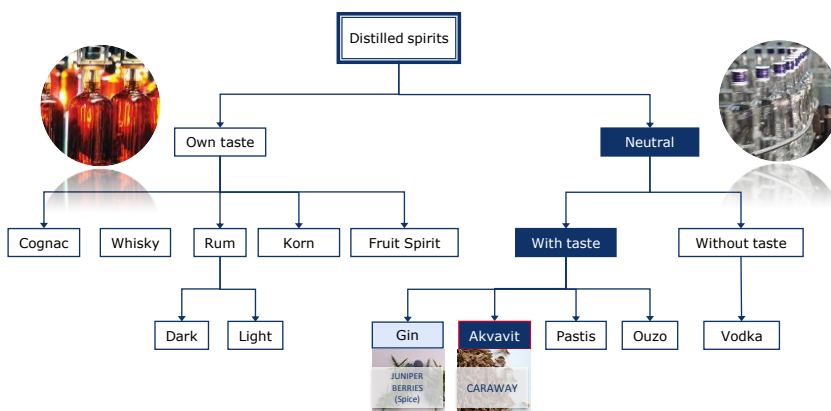 Distilled spirits
Own taste
Neutral
Cognac
Whisky
Rum
Korn
Fruit Spirit
With taste
Without taste
Dark
Light
Gin
Akvavit
Pastis
Ouzo
Vodka
JUNIPER
BERRIES
(Spice)
CARAWAY